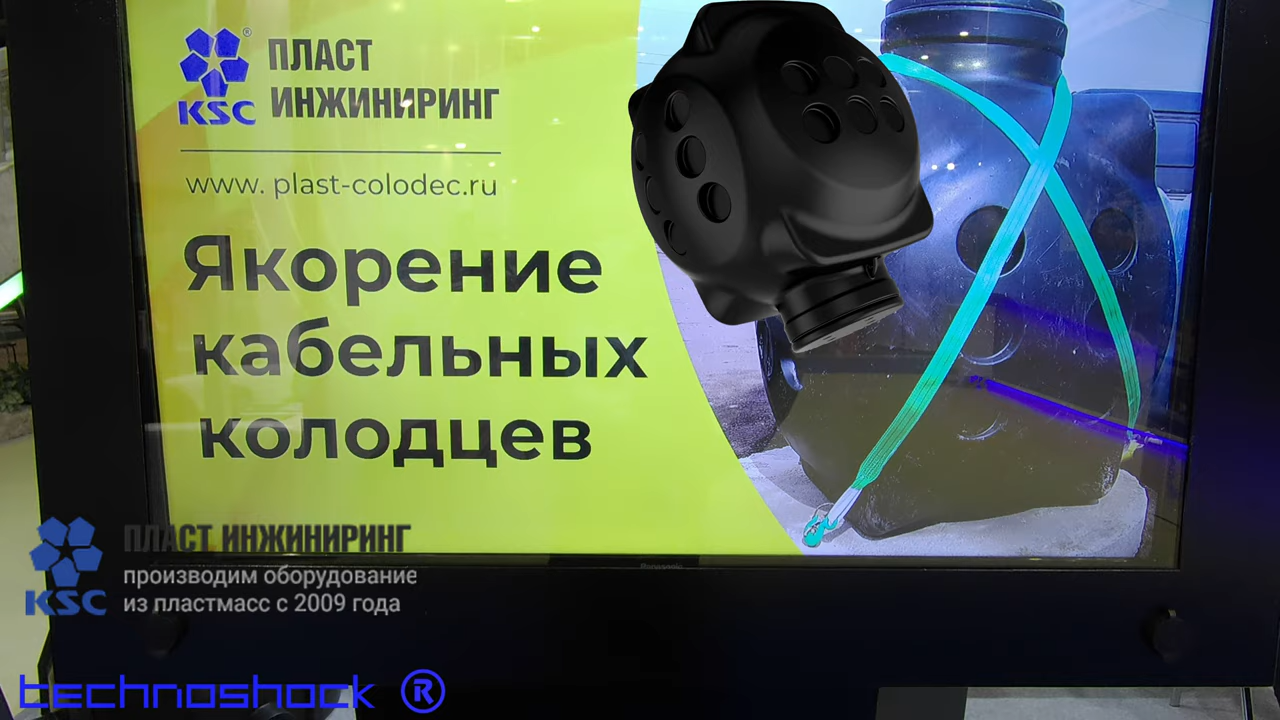 ПЛАСТ
ИНЖИНИРИНГ
KSC
®
www. plast-colodec.ru
Якорение
кабельных
колодцев
Panasonic
ПЛАСТ ИНЖИНИРИНГ
производим оборудование
из пластмасс с 2009 года
KSC
technoshock ®